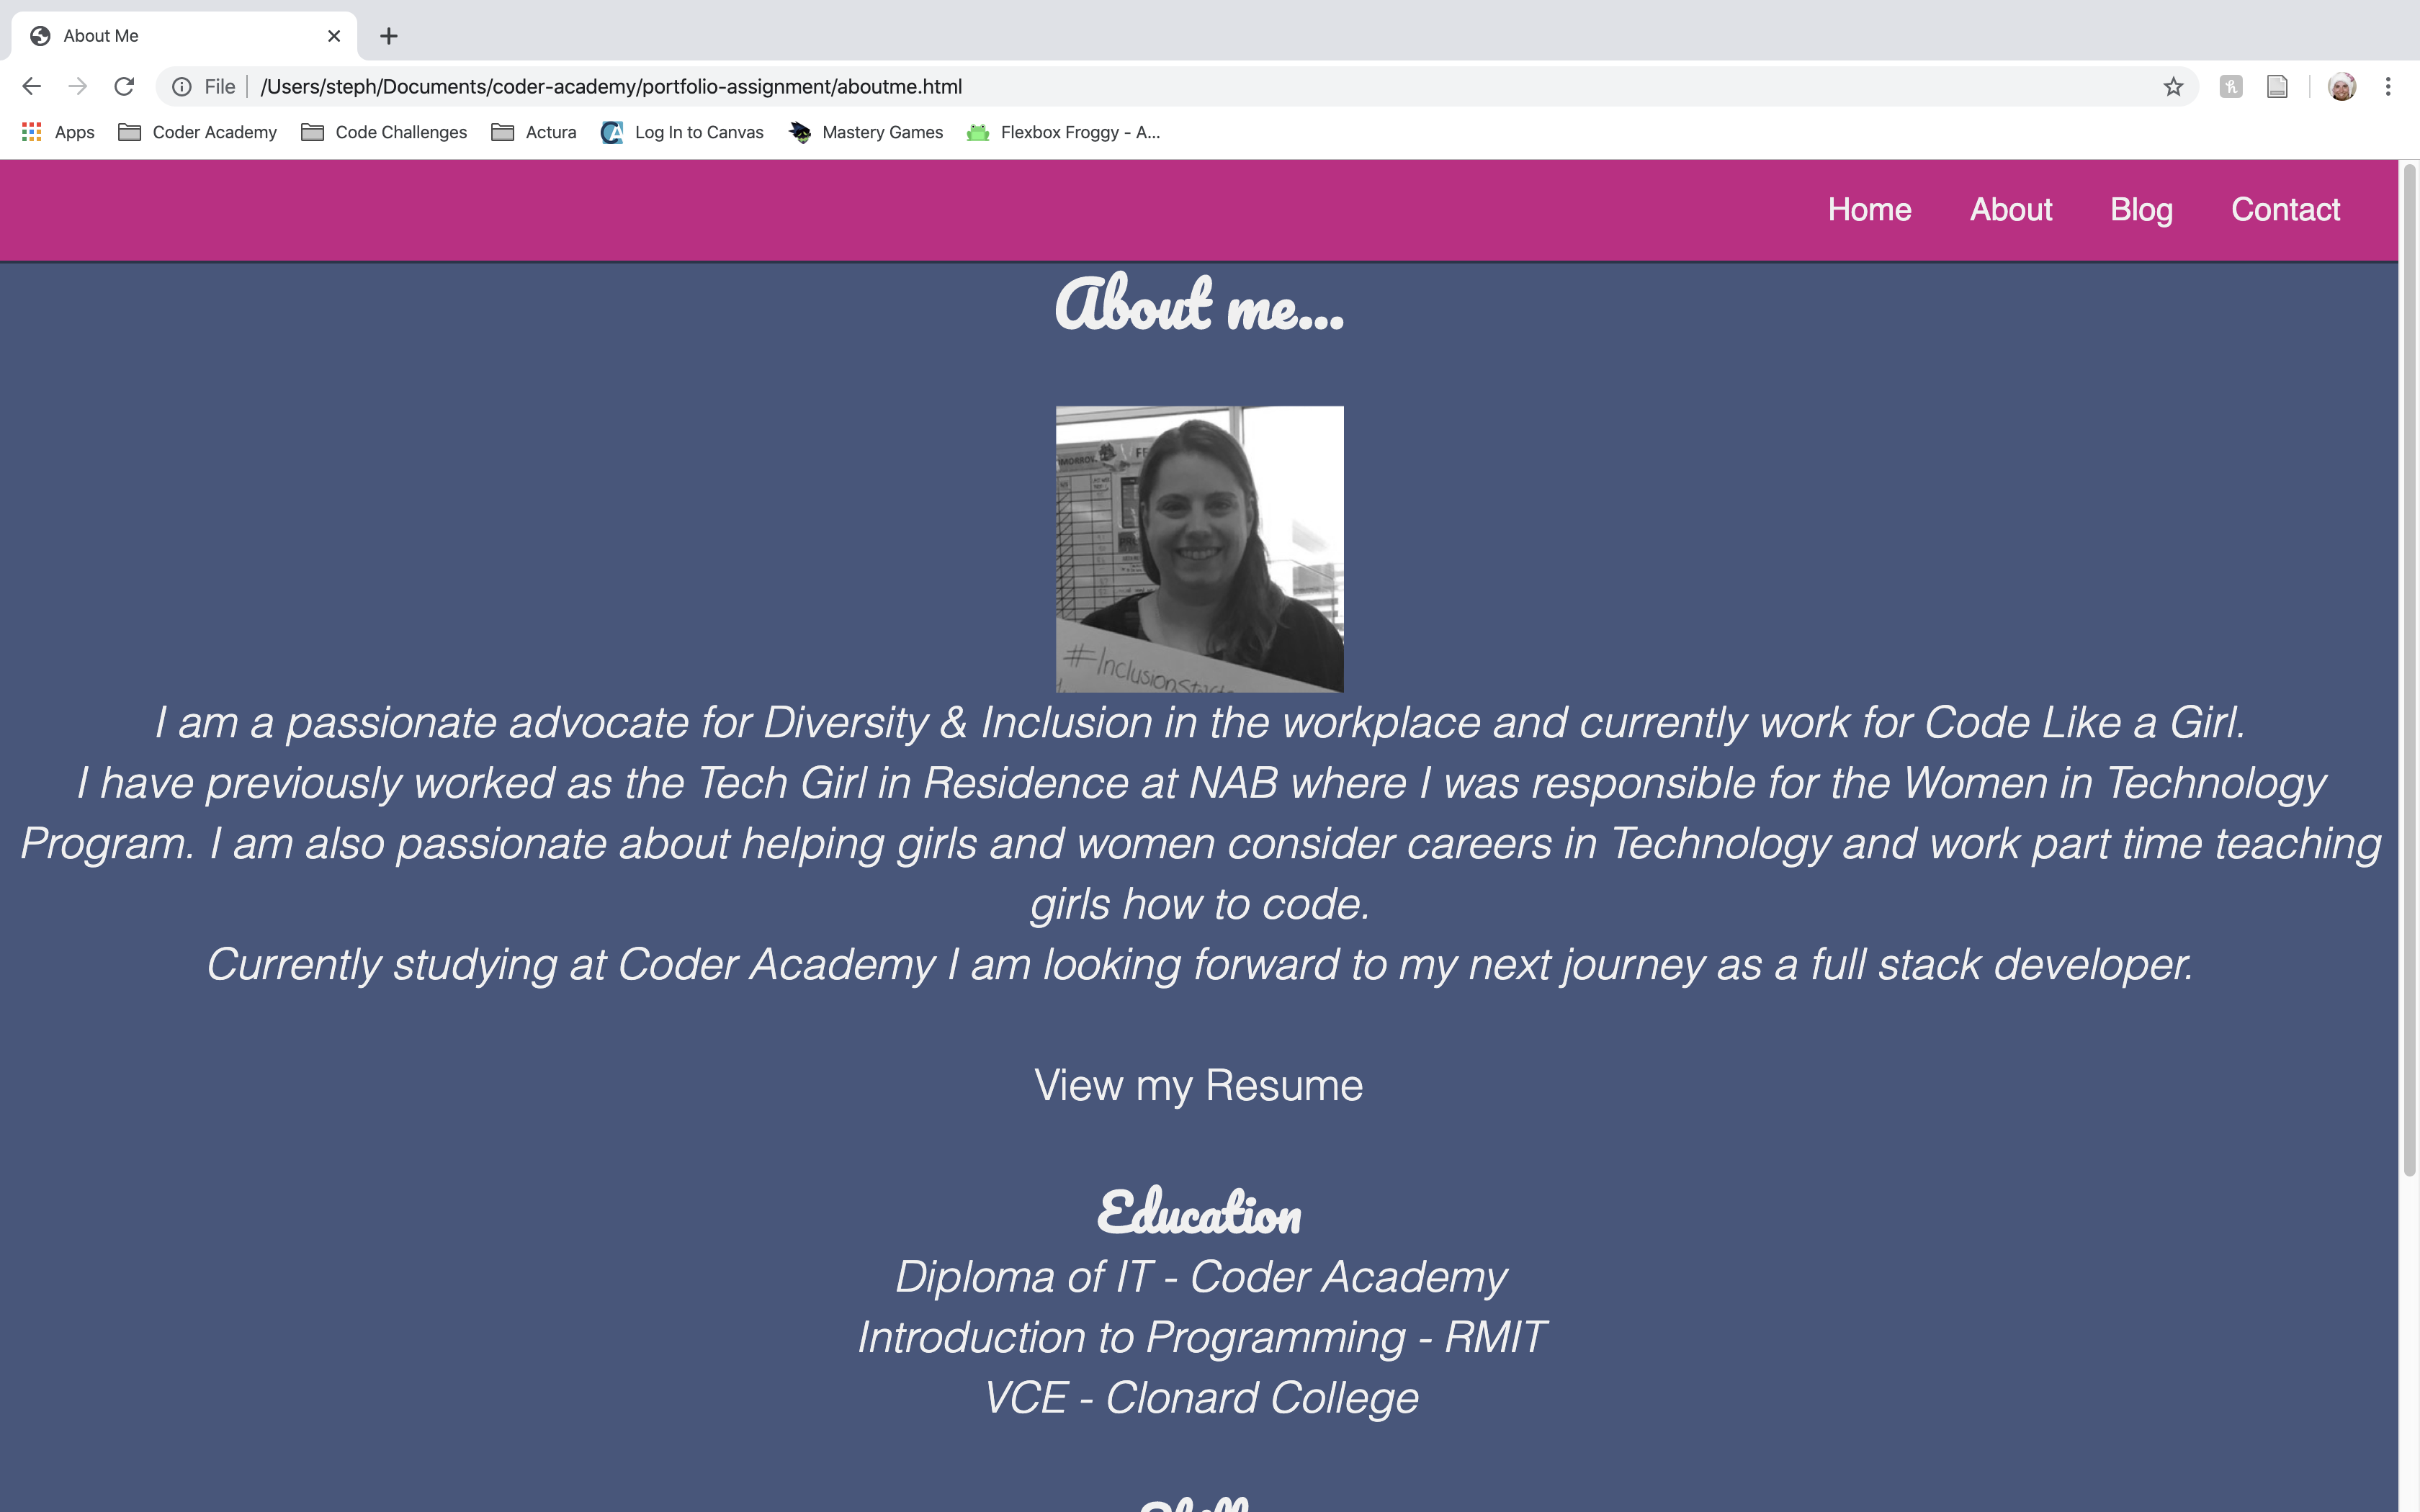 About Me
File /Users/steph/Documents/coder-academy/portfolio-assignment/aboutme.html
Apps Coder Academy Code Challenges Actura Log In to Canvas Mastery Games Flexbox Froggy - A...
Home About Blog Contact
About me...
#InclusionStarts
I am a passionate advocate for Diversity & Inclusion in the workplace and currently work for Code Like a Girl.
I have previously worked as the Tech Girl in Residence at NAB where I was responsible for the Women in Technology
Program. I am also passionate about helping girls and women consider careers in Technology and work part time teaching
girls how to code.
Currently studying at Coder Academy I am looking forward to my next journey as a full stack developer.
View my Resume
Education
Diploma of IT - Coder Academy
Introduction to Programming - RMIT
VCE - Clonard College